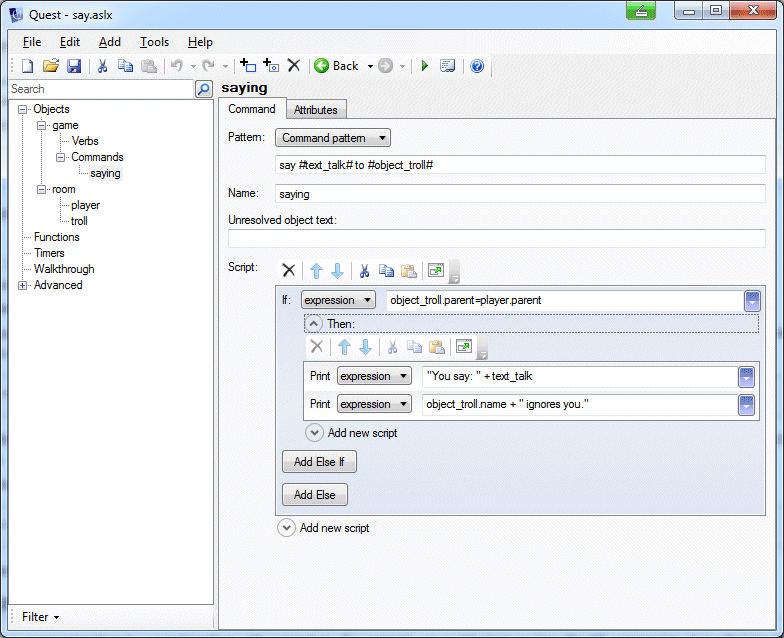 Quest - say.aslx
File Edit Add Tools Help
Back
Search
Objects
game
Verbs
Commands
saying
room
player
troll
Functions
Timers
Walkthrough
Advanced
Filter
saying
Command Attributes
Pattern: Command pattern
say #text_talk# to #object_troll#
Name: saying
Unresolved object text:
Script:
If: expression object_troll.parent=player.parent
Then:
Print expression "You say: " + text_talk
Print expression object_troll.name + " ignores you."
Add new script
Add Else If
Add Else
Add new script